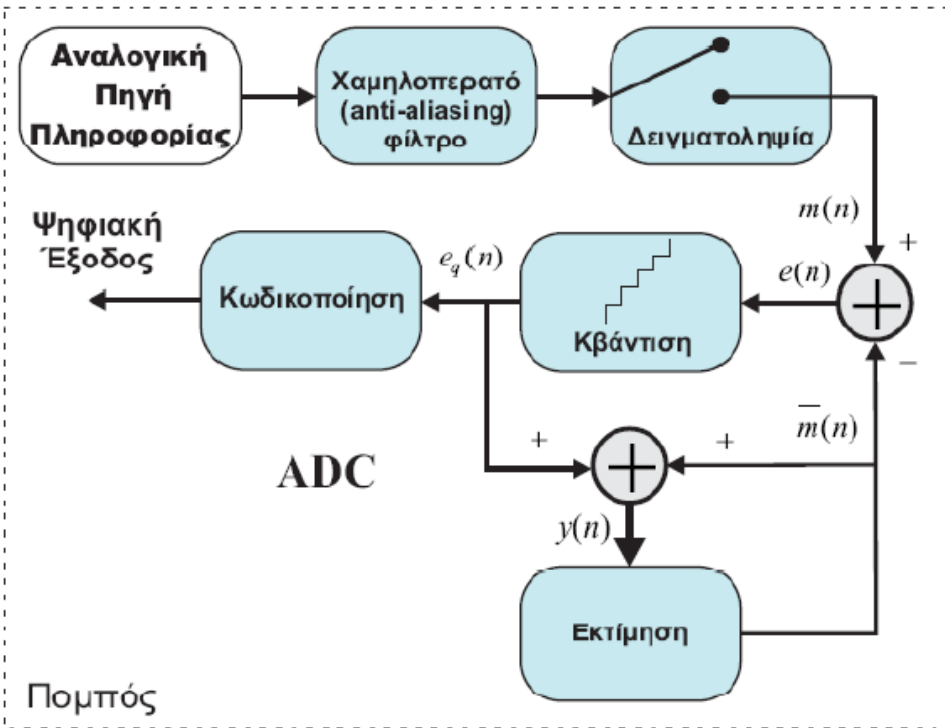 Αναλογική
Πηγή
Πληροφορίας
Χαμηλοπερατό
(anti-aliasing)
φίλτρο
Δειγματοληψία
m(n)
+
Ψηφιακή
Έξοδος
Κωδικοποίηση
e_q(n)
Κβάντιση
e(n)
+
−
ADC
+
+
+
m̅(n)
y(n)
Εκτίμηση
Πομπός